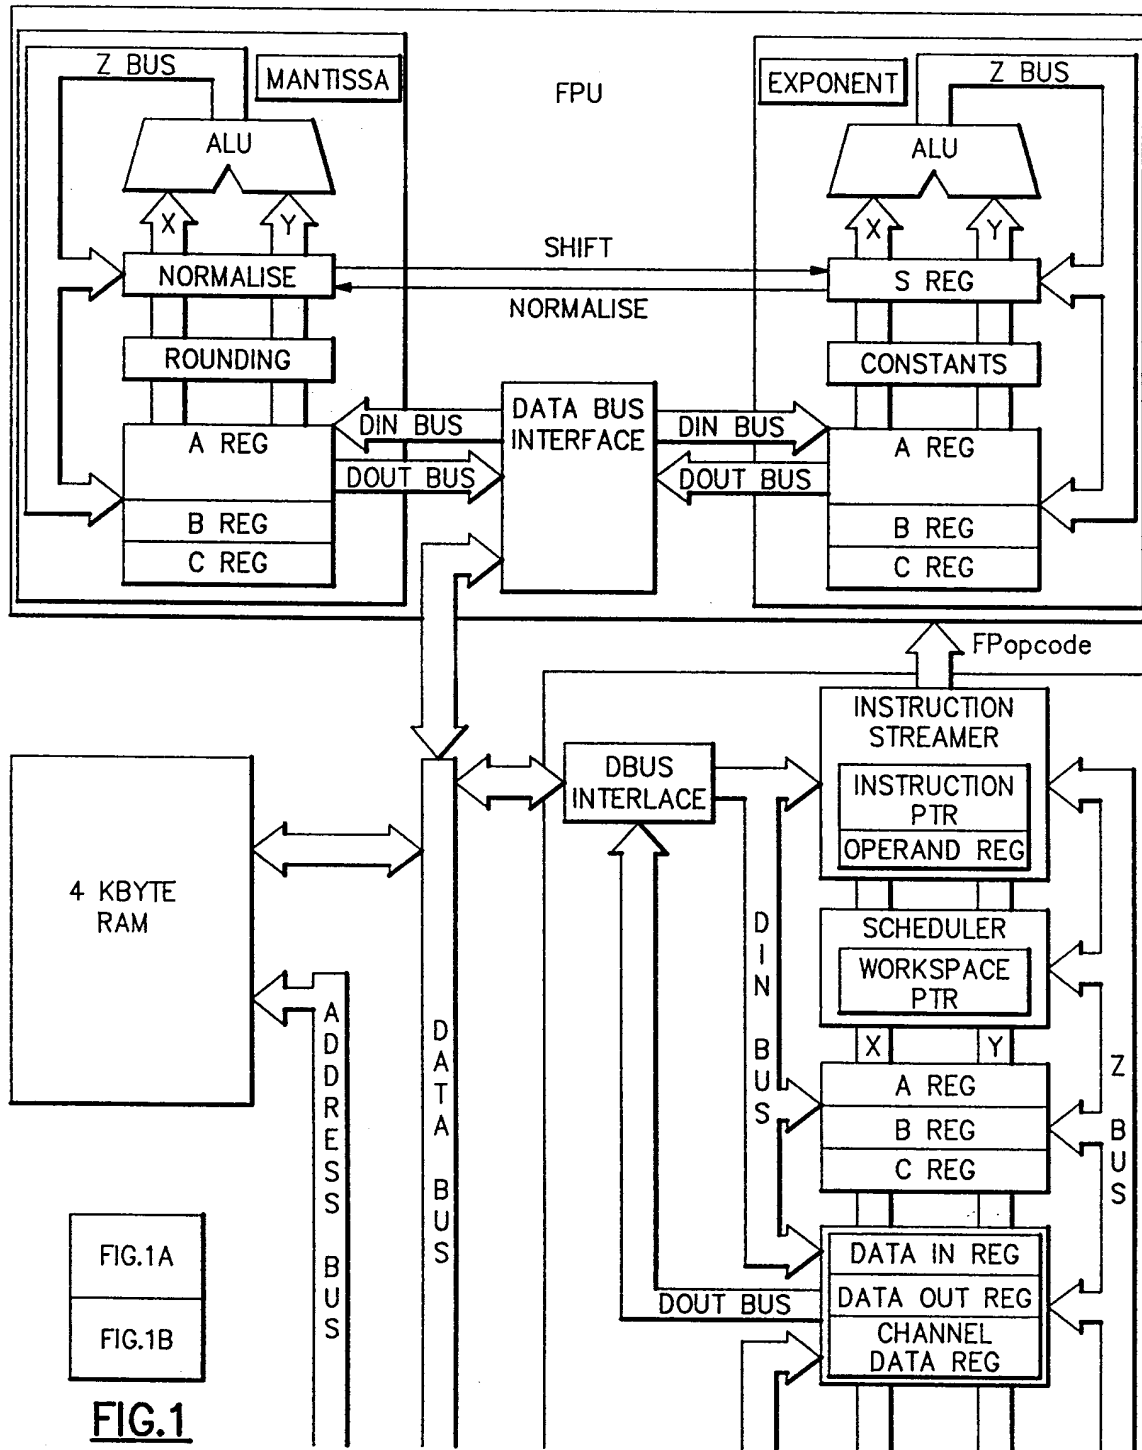 Z BUS
MANTISSA
FPU
EXPONENT
Z BUS
ALU
ALU
X
Y
X
Y
SHIFT
NORMALISE
S REG
NORMALISE
ROUNDING
CONSTANTS
A REG
DIN BUS
DATA BUS
INTERFACE
DIN BUS
A REG
DOUT BUS
DOUT BUS
B REG
B REG
C REG
C REG
FPopcode
INSTRUCTION
STREAMER
DBUS
INTERLACE
INSTRUCTION
PTR
OPERAND REG
4 KBYTE
RAM
SCHEDULER
WORKSPACE
PTR
DIN BUS
ADDRESS BUS
DATA BUS
X
Y
Z BUS
A REG
B REG
C REG
DATA IN REG
DOUT BUS
DATA OUT REG
CHANNEL
DATA REG
FIG.1A
FIG.1B
FIG.1